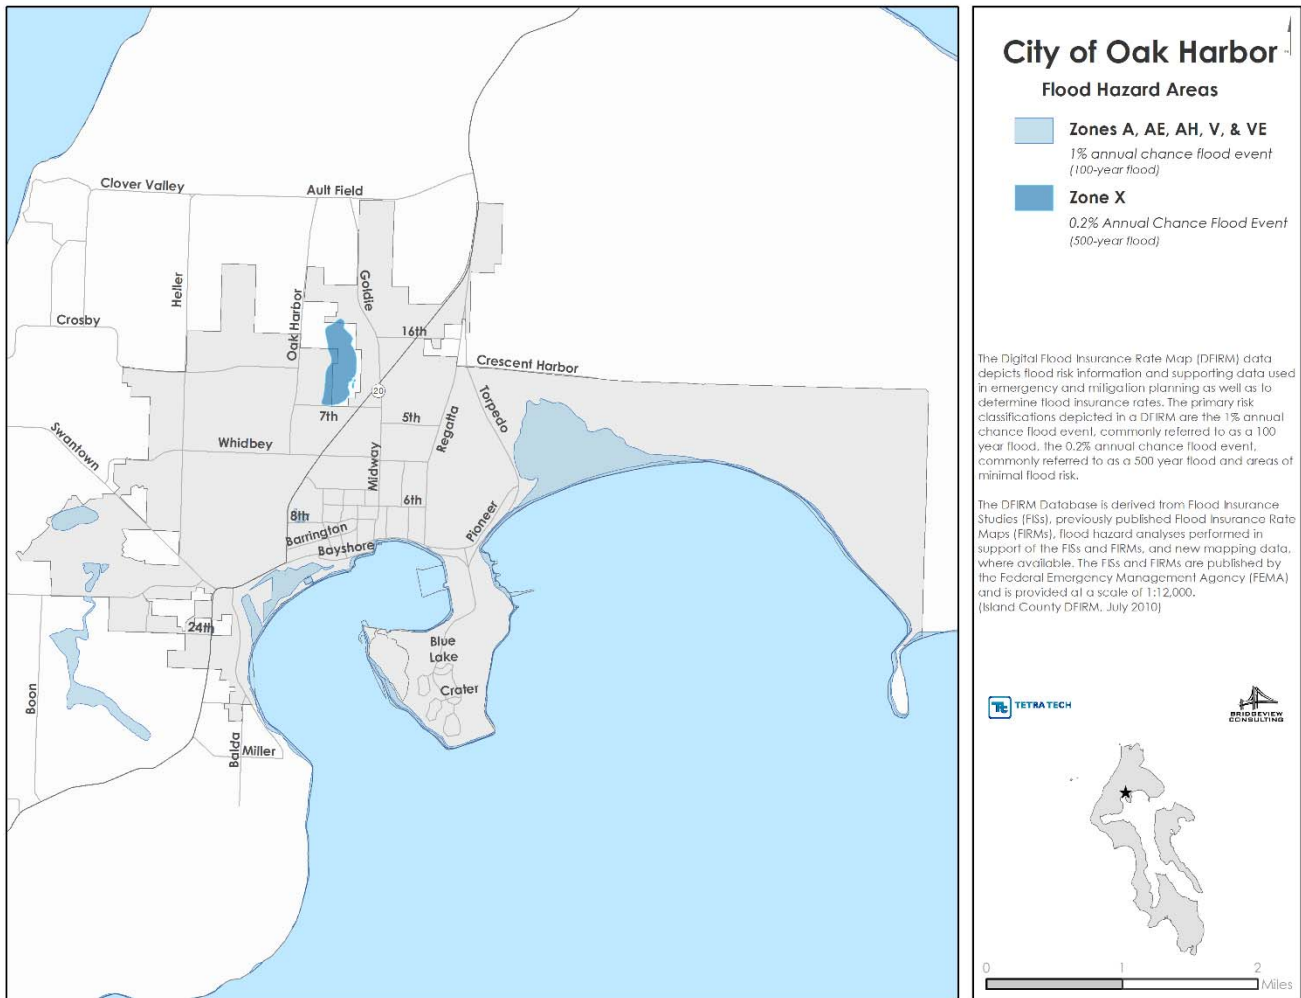 City of Oak Harbor
Flood Hazard Areas
Zones A, AE, AH, V, & VE
1% annual chance flood event
(100-year flood)
Zone X
0.2% Annual Chance Flood Event
(500-year flood)
The Digital Flood Insurance Rate Map (DFIRM) data
depicts flood risk information and supporting data used
in emergency and mitigation planning as well as to
determine flood insurance rates. The primary risk
classifications depicted in a DFIRM are the 1% annual
chance flood event, commonly referred to as a 100
year flood, the 0.2% annual chance flood event,
commonly referred to as a 500 year flood and areas of
minimal flood risk.
The DFIRM Database is derived from Flood Insurance
Studies (FISs), previously published Flood Insurance Rate
Maps (FIRMs), flood hazard analyses performed in
support of the FISs and FIRMs, and new mapping data,
where available. The FISs and FIRMs are published by
the Federal Emergency Management Agency (FEMA)
and is provided at a scale of 1:12,000.
(Island County DFIRM, July 2010)
TETRA TECH
BRIDGEVIEW
CONSULTING
0 1 2
Miles
Clover Valley
Ault Field
Heller
Oak Harbor
Goldie
Crosby
16th
Crescent Harbor
20
7th
5th
Regatta
Torpedo
Swantown
Whidbey
Midway
6th
8th
Pioneer
Barrington
Bayshore
24th
Blue
Lake
Crater
Boon
Balda
Miller